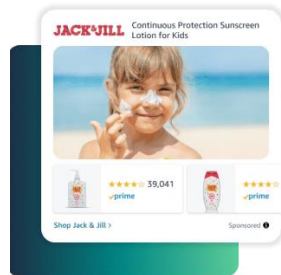 JACK&JILL
Continuous Protection Sunscreen
Lotion for Kids
39,041
prime
prime
Shop Jack & Jill >
Sponsored